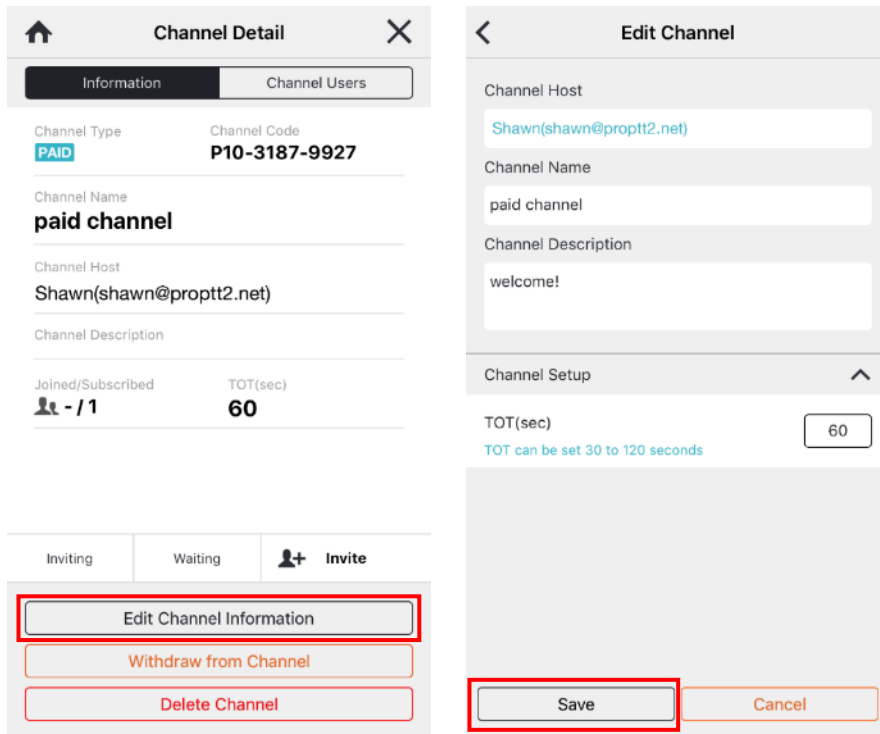 Channel Detail
Information
Channel Users
Channel Type
Channel Code
PAID
P10-3187-9927
Channel Name
paid channel
Channel Host
Shawn(shawn@proptt2.net)
Channel Description
Joined/Subscribed
TOT(sec)
- / 1
60
Inviting
Waiting
Invite
Edit Channel Information
Withdraw from Channel
Delete Channel
Edit Channel
Channel Host
Shawn(shawn@proptt2.net)
Channel Name
paid channel
Channel Description
welcome!
Channel Setup
TOT(sec)
60
TOT can be set 30 to 120 seconds
Save
Cancel